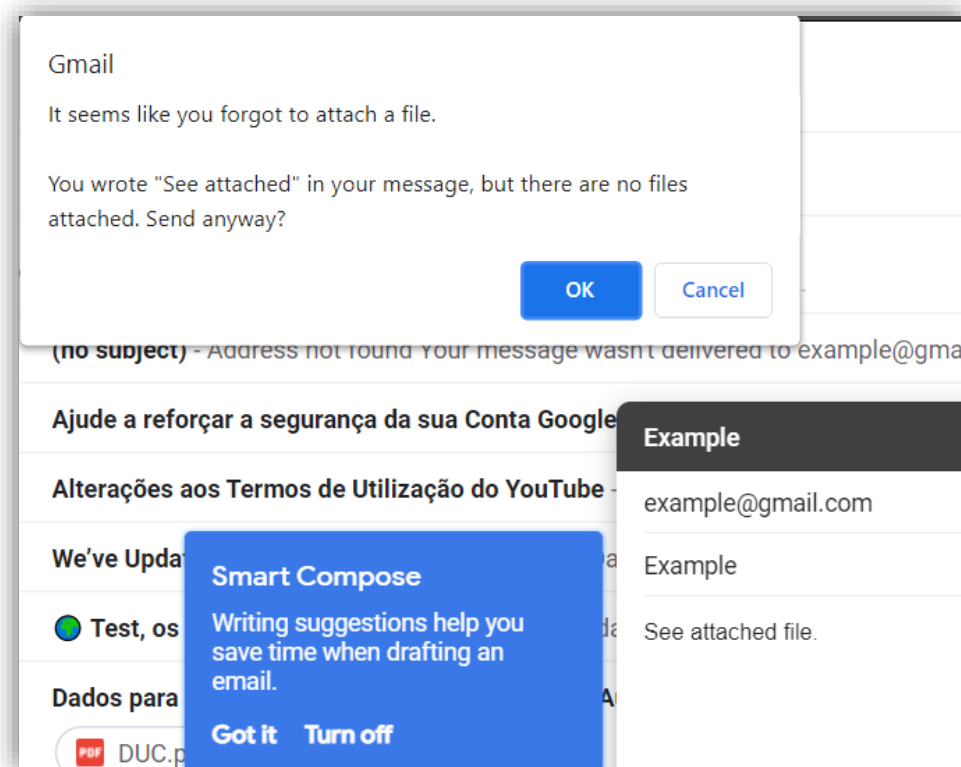 Gmail
It seems like you forgot to attach a file.
You wrote "See attached" in your message, but there are no files
attached. Send anyway?
OK Cancel
(no subject) - Address not found Your message wasn't delivered to example@gma
Ajude a reforçar a segurança da sua Conta Google
Alterações aos Termos de Utilização do YouTube -
We've Upda
Test, os
Dados para
PDF DUC.p
Smart Compose
Writing suggestions help you
save time when drafting an
email.
Got it Turn off
Example
example@gmail.com
Example
See attached file.